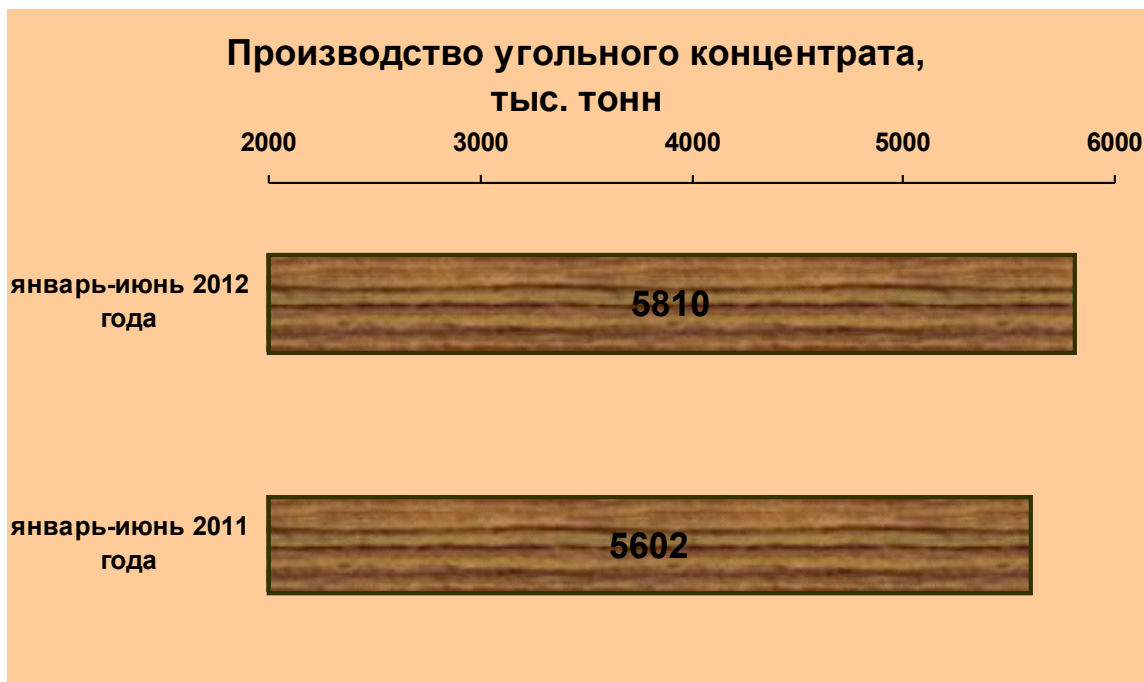 Производство угольного концентрата,
тыс. тонн
2000 3000 4000 5000 6000
январь-июнь 2012
года
5810
январь-июнь 2011
года
5602